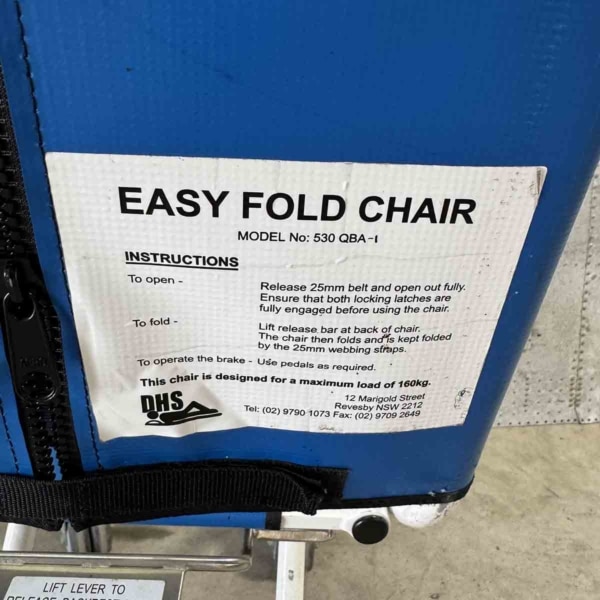 EASY FOLD CHAIR
MODEL No: 530 QBA-I
INSTRUCTIONS
To open - Release 25mm belt and open out fully.
Ensure that both locking latches are
fully engaged before using the chair.
To fold - Lift release bar at back of chair.
The chair then folds and is kept folded
by the 25mm webbing straps.
To operate the brake - Use pedals as required.
This chair is designed for a maximum load of 160kg.
DHS
12 Marigold Street
Revesby NSW 2212
Tel: (02) 9790 1073 Fax: (02) 9709 2649
LIFT LEVER TO